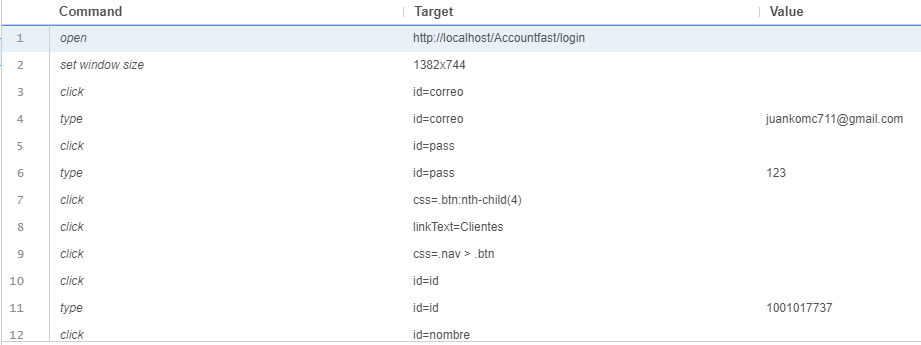 Command Target Value
1 open http://localhost/Accountfast/login
2 set window size 1382x744
3 click id=correo
4 type id=correo juankomc711@gmail.com
5 click id=pass
6 type id=pass 123
7 click css=.btn:nth-child(4)
8 click linkText=Clientes
9 click css=.nav > .btn
10 click id=id
11 type id=id 1001017737
12 click id=nombre